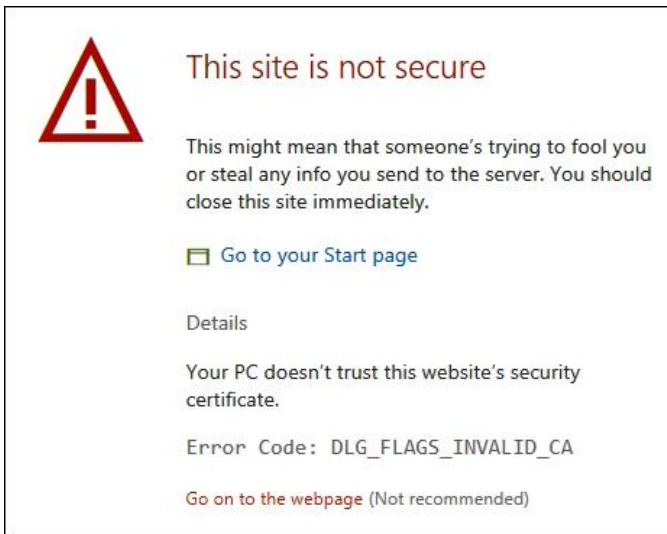 This site is not secure
This might mean that someone's trying to fool you
or steal any info you send to the server. You should
close this site immediately.
Go to your Start page
Details
Your PC doesn't trust this website's security
certificate.
Error Code: DLG_FLAGS_INVALID_CA
Go on to the webpage (Not recommended)